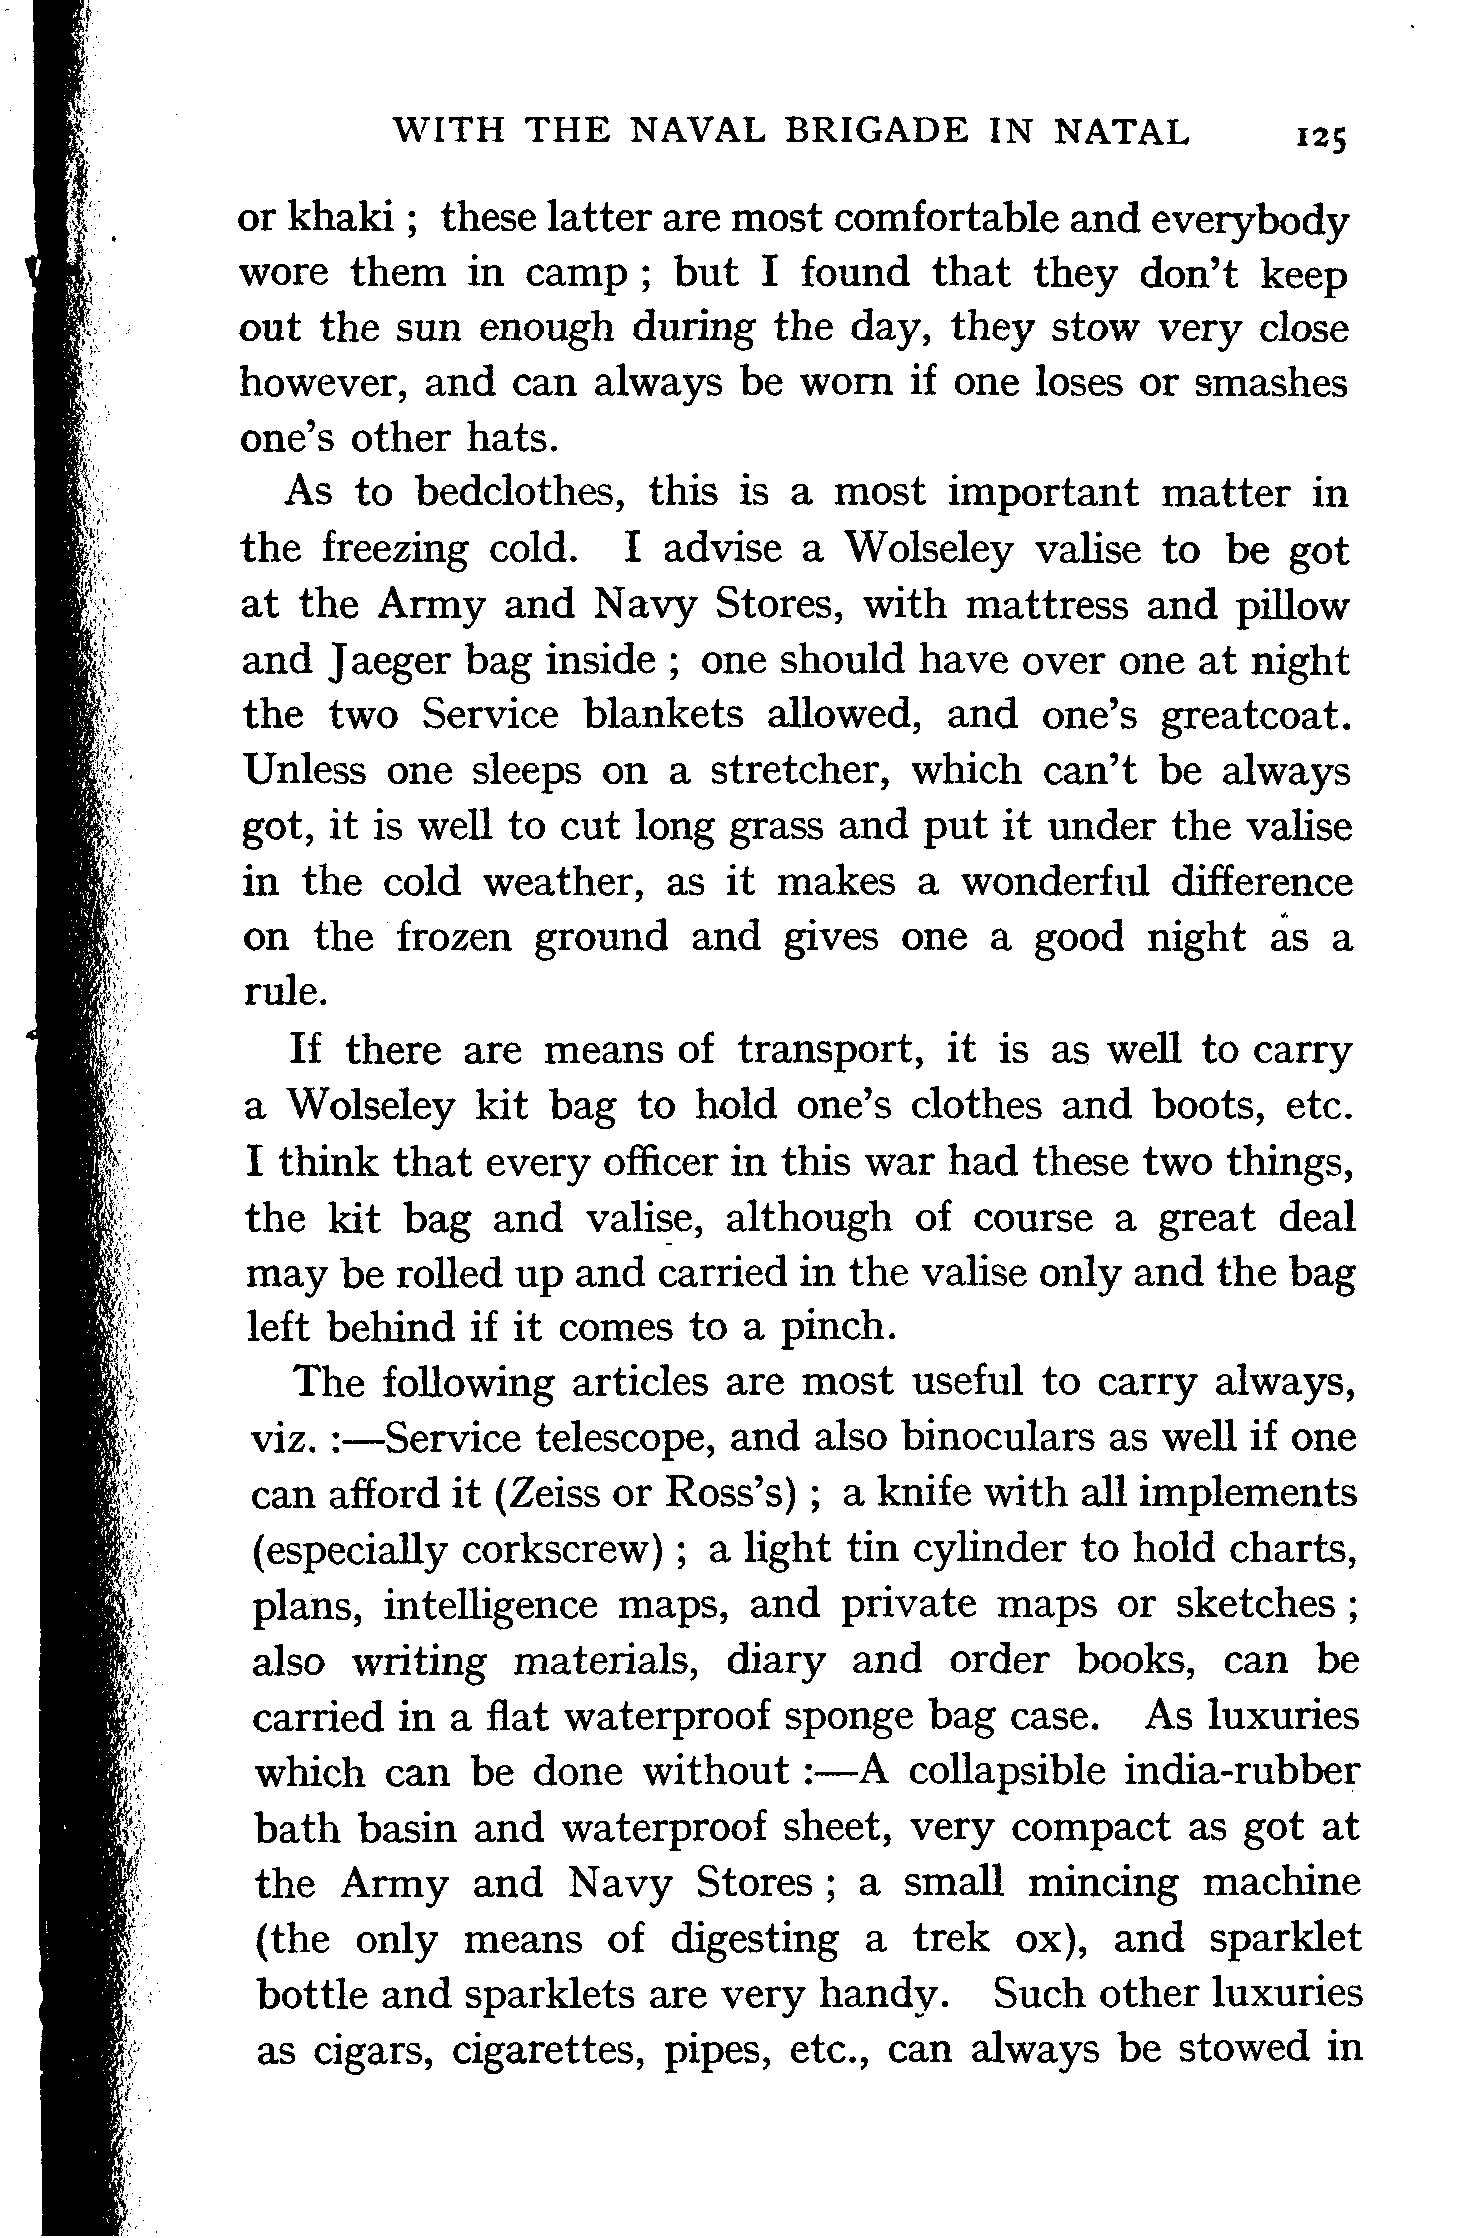 WITH THE NAVAL BRIGADE IN NATAL 125
or khaki ; these latter are most comfortable and everybody
wore them in camp ; but I found that they don't keep
out the sun enough during the day, they stow very close
however, and can always be worn if one loses or smashes
one's other hats.
As to bedclothes, this is a most important matter in
the freezing cold. I advise a Wolseley valise to be got
at the Army and Navy Stores, with mattress and pillow
and Jaeger bag inside ; one should have over one at night
the two Service blankets allowed, and one's greatcoat.
Unless one sleeps on a stretcher, which can't be always
got, it is well to cut long grass and put it under the valise
in the cold weather, as it makes a wonderful difference
on the frozen ground and gives one a good night as a
rule.
If there are means of transport, it is as well to carry
a Wolseley kit bag to hold one's clothes and boots, etc.
I think that every officer in this war had these two things,
the kit bag and valise, although of course a great deal
may be rolled up and carried in the valise only and the bag
left behind if it comes to a pinch.
The following articles are most useful to carry always,
viz. :—Service telescope, and also binoculars as well if one
can afford it (Zeiss or Ross's) ; a knife with all implements
(especially corkscrew) ; a light tin cylinder to hold charts,
plans, intelligence maps, and private maps or sketches ;
also writing materials, diary and order books, can be
carried in a flat waterproof sponge bag case. As luxuries
which can be done without :—A collapsible india-rubber
bath basin and waterproof sheet, very compact as got at
the Army and Navy Stores ; a small mincing machine
(the only means of digesting a trek ox), and sparklet
bottle and sparklets are very handy. Such other luxuries
as cigars, cigarettes, pipes, etc., can always be stowed in